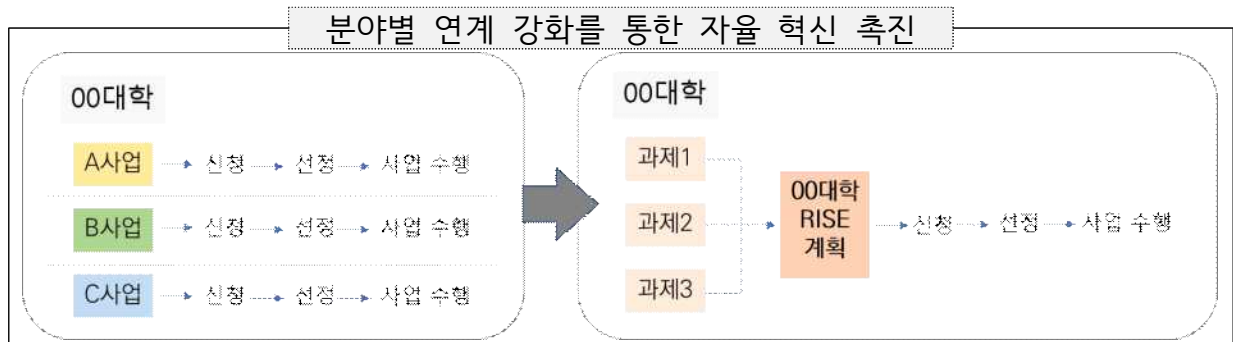 분야별 연계 강화를 통한 자율 혁신 촉진
00대학
A사업 신청 선정 사업 수행
B사업 신청 선정 사업 수행
C사업 신청 선정 사업 수행
00대학
과제1
과제2
과제3
00대학
RISE
계획
신청 선정 사업 수행